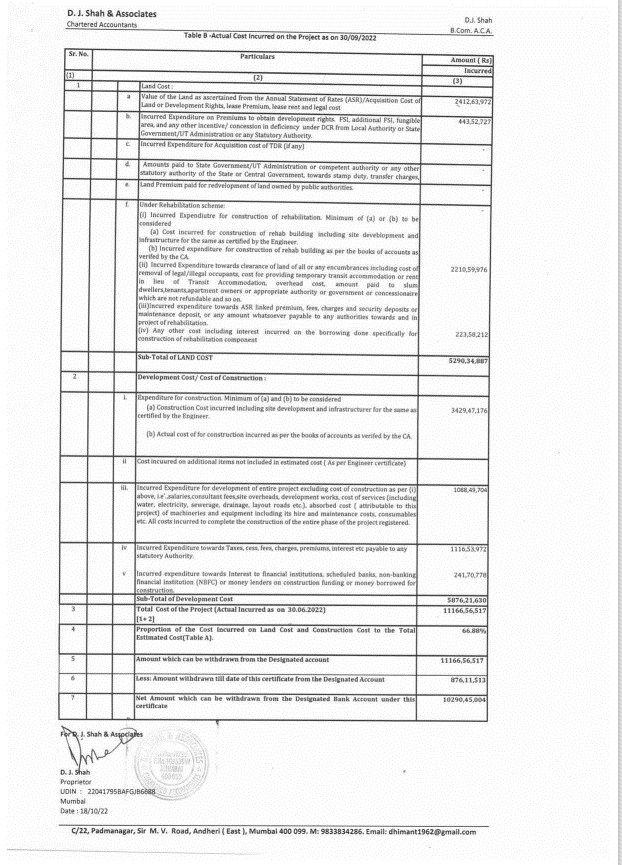 D. J. Shah & Associates
Chartered Accountants
D.J. Shah
B.Com. A.C.A.
Table B -Actual Cost Incurred on the Project as on 30/09/2022
Sr. No. Particulars Amount ( Rs)
Incurred
(1) (2) (3)
1 Land Cost :
a Value of the Land as ascertained from the Annual Statement of Rates (ASR)/Acquisition Cost of 2412,63,972
Land or Development Rights, lease Premium, lease rent and legal cost
b. Incurred Expenditure on Premiums to obtain development rights. FSI, additional FSI, fungible 443,52,727
area, and any other incentive/ concession in deficiency under DCR from Local Authority or State
Government/UT Administration or any Statutory Authority.
c. Incurred Expenditure for Acquisition cost of TDR (if any) -
d. Amounts paid to State Government/UT Administration or competent authority or any other -
statutory authority of the State or Central Government, towards stamp duty, transfer charges,
e. Land Premium paid for redvelopment of land owned by public authorities. -
f. Under Rehabilitation scheme: -
(i) Incurred Expendiutre for construction of rehabilitation. Minimum of (a) or (b) to be
considered
(a) Cost incurred for construction of rehab building including site development and
infrastructure for the same as certified by the Engineer.
(b) Incurred expenditure for construction of rehab building as per the books of accounts as
verifed by the CA.
(ii) Incurred Expenditure towards clearance of land of all or any encumbrances including cost of 2210,59,976
removal of legal/illegal occupants, cost for providing temporary transit accommodation or rent
in lieu of Transit Accommodation, overhead cost, amount paid to slum
dwellers,tenants,apartment owners or appropriate authority or government or concessionaire
which are not refundable and so on.
(iii)Incurred expenditure towards ASR linked premium, fees, charges and security deposits or
maintenance deposit, or any amount whatsoever payable to any authorities towards and in
project of rehabilitation.
(iv) Any other cost including interest incurred on the borrowing done specifically for 223,58,212
construction of rehabilitation component
Sub-Total of LAND COST 5290,34,887
2 Development Cost/ Cost of Construction :
i. Expenditure for construction. Minimum of (a) and (b) to be considered
(a) Construction Cost incurred including site development and infrastructurer for the same as 3429,47,176
certified by the Engineer.
(b) Actual cost of for construction incurred as per the books of accounts as verifed by the CA.
ii Cost incuured on additional items not included in estimated cost ( As per Engineer certificate)
iii. Incurred Expenditure for development of entire project excluding cost of construction as per (i) 1088,49,704
above, i.e',salaries,consultant fees,site overheads, development works, cost of services (including
water, electricity, sewerage, drainage, layout roads etc.), absorbed cost ( attributable to this
project) of machineries and equipment including its hire and maintenance costs, consumables
etc. All costs incurred to complete the construction of the entire phase of the project registered.
iv Incurred Expenditure towards Taxes, cess, fees, charges, premiums, interest etc payable to any 1116,53,972
statutory Authority.
v Incurred expenditure towards Interest to financial institutions, scheduled banks, non-banking 241,70,778
financial institution (NBFC) or money lenders on construction funding or money borrowed for
construction.
Sub-Total of Development Cost 5876,21,630
3 Total Cost of the Project (Actual Incurred as on 30.06.2022) 11166,56,517
[1+ 2]
4 Proportion of the Cost Incurred on Land Cost and Construction Cost to the Total 66.88%
Estimated Cost(Table A).
5 Amount which can be withdrawn from the Designated account 11166,56,517
6 Less: Amount withdrawn till date of this certificate from the Designated Account 876,11,513
7 Net Amount which can be withdrawn from the Designated Bank Account under this 10290,45,004
certificate
For D. J. Shah & Associates
D. J. Shah
Proprietor
UDIN : 22041795BAFGJB6688
Mumbai
Date : 18/10/22
C/22, Padmanagar, Sir M. V. Road, Andheri ( East ), Mumbai 400 099. M: 9833834286. Email: dhimant1962@gmail.com